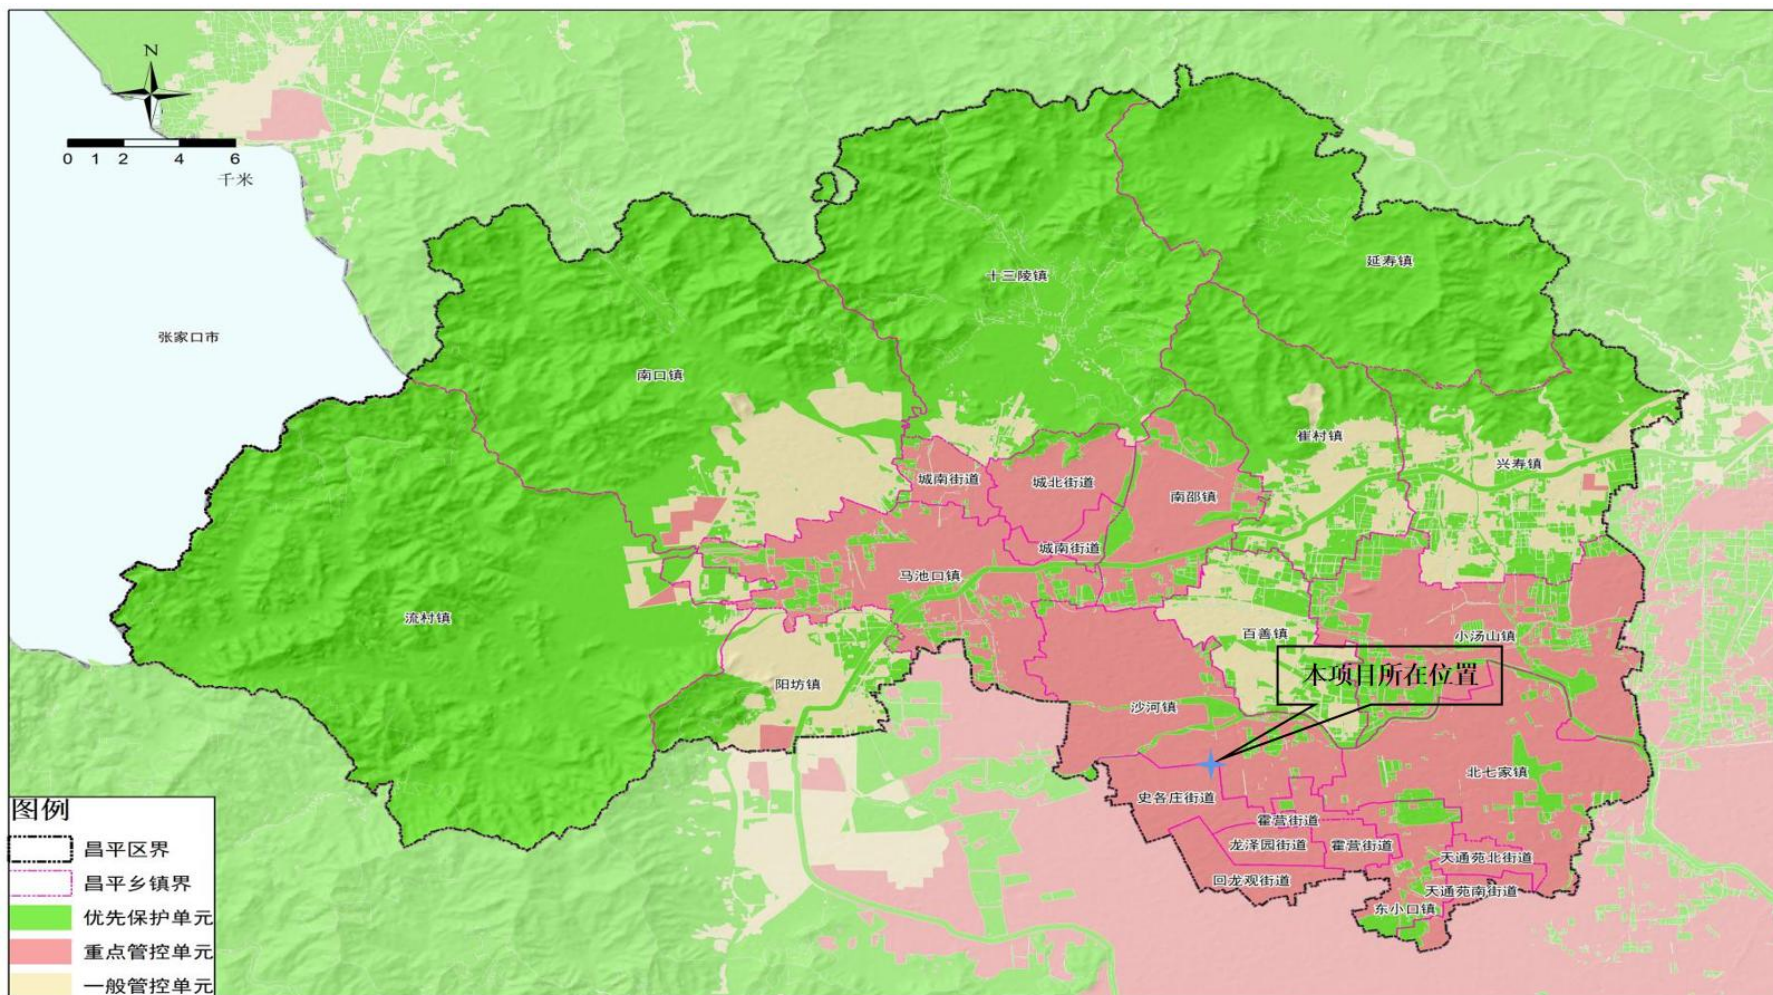 N
0 1 2 4 6
千米
延寿镇
十三陵镇
张家口市
南口镇
崔村镇
兴寿镇
城南街道
城北街道
南邵镇
城南街道
马池口镇
流村镇
百善镇
小汤山镇
本项目所在位置
阳坊镇
沙河镇
北七家镇
史各庄街道
霍营街道
龙泽园街道
霍营街道
天通苑北街道
回龙观街道
天通苑南街道
东小口镇
图例
昌平区界
昌平乡镇界
优先保护单元
重点管控单元
一般管控单元